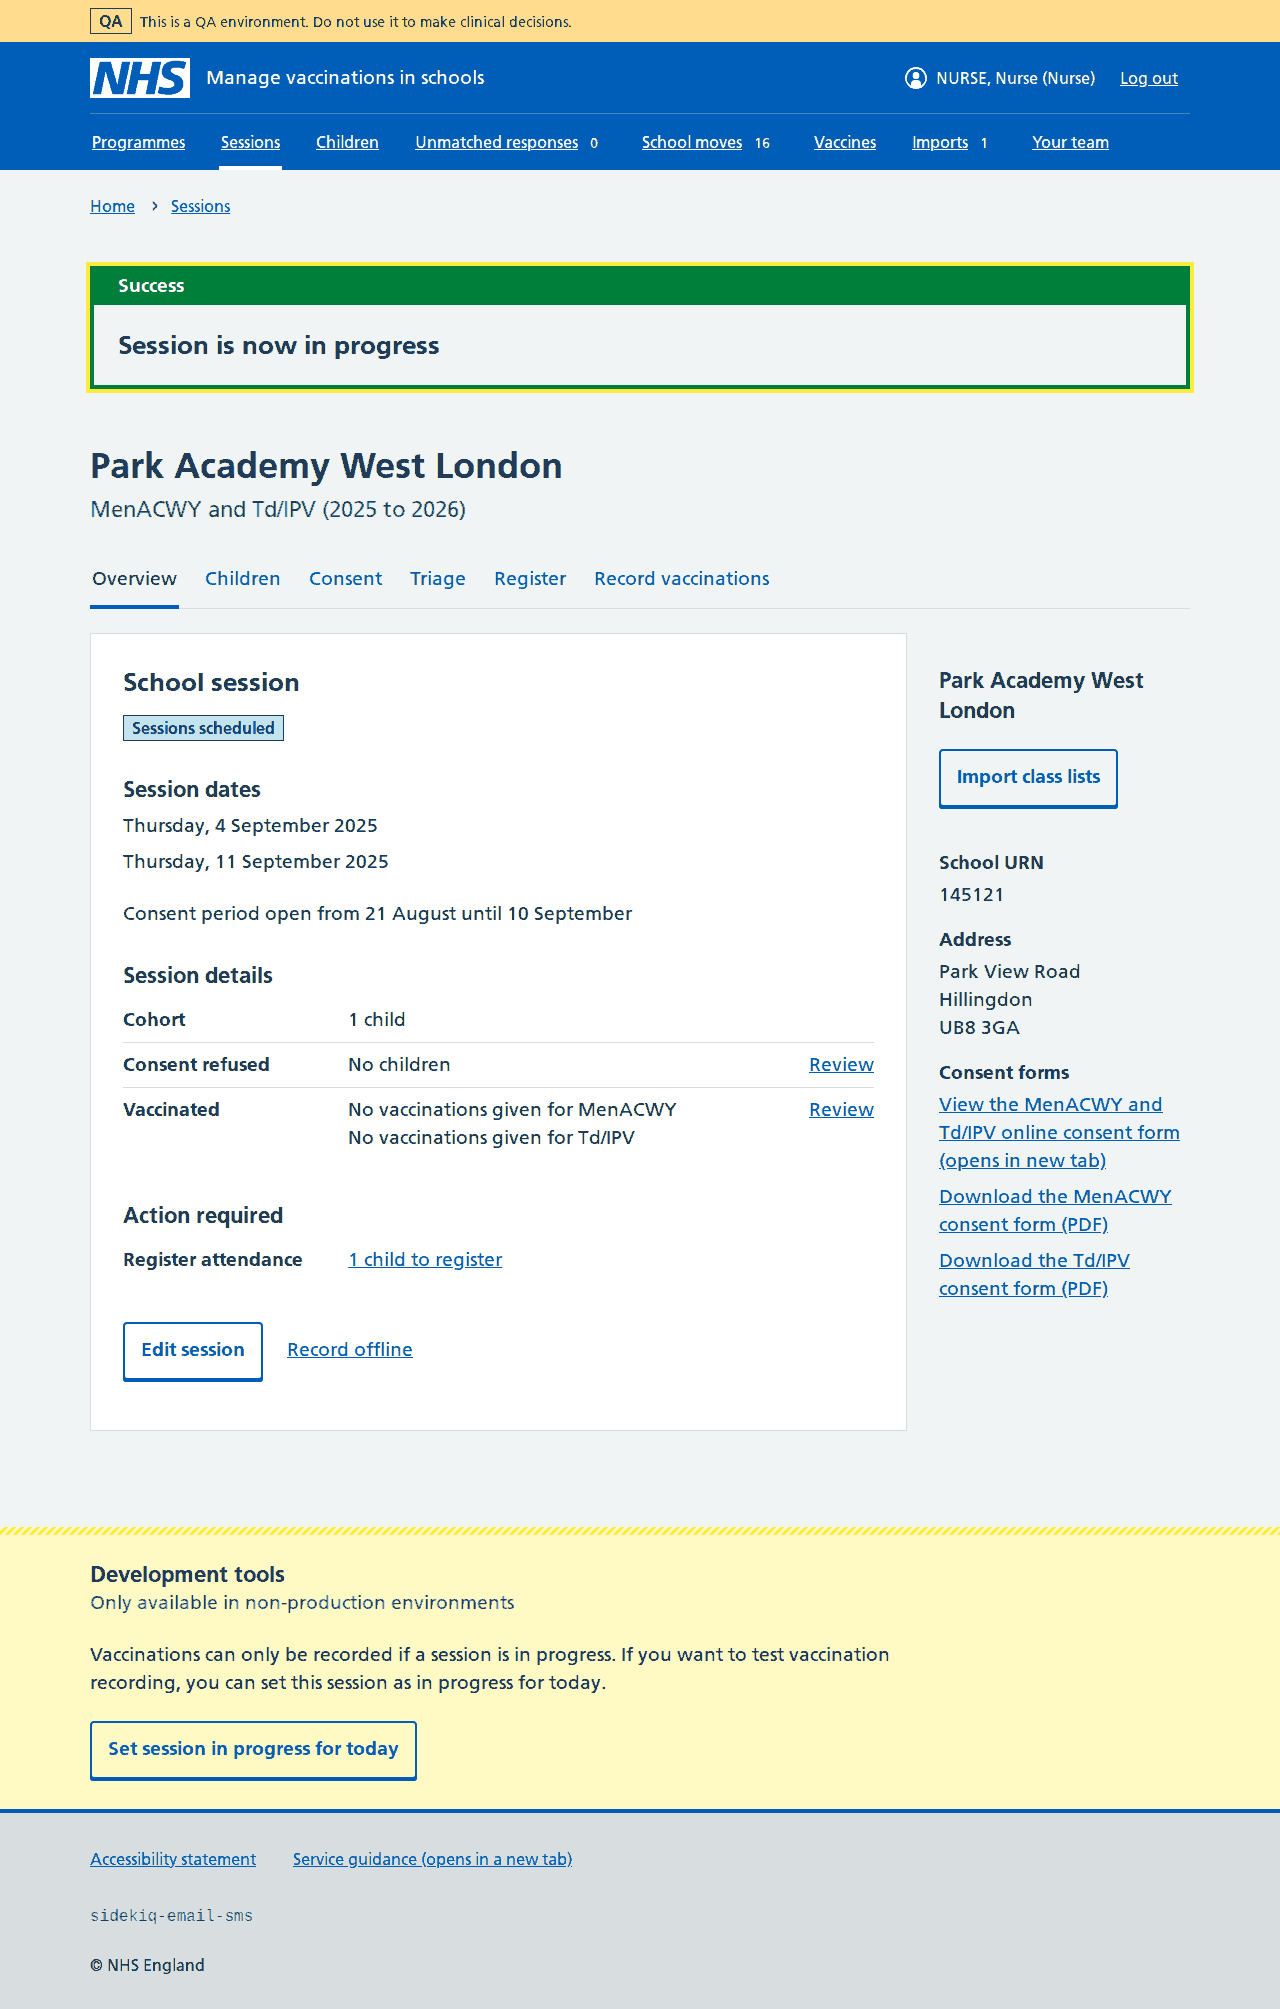 QA This is a QA environment. Do not use it to make clinical decisions.
NHS Manage vaccinations in schools NURSE, Nurse (Nurse) Log out
Programmes Sessions Children Unmatched responses 0 School moves 16 Vaccines Imports 1 Your team
Home › Sessions
Success
Session is now in progress
Park Academy West London
MenACWY and Td/IPV (2025 to 2026)
Overview Children Consent Triage Register Record vaccinations
School session
Sessions scheduled
Session dates
Thursday, 4 September 2025
Thursday, 11 September 2025
Consent period open from 21 August until 10 September
Session details
Cohort 1 child
Consent refused No children Review
Vaccinated No vaccinations given for MenACWY Review
No vaccinations given for Td/IPV
Action required
Register attendance 1 child to register
Edit session Record offline
Park Academy West
London
Import class lists
School URN
145121
Address
Park View Road
Hillingdon
UB8 3GA
Consent forms
View the MenACWY and
Td/IPV online consent form
(opens in new tab)
Download the MenACWY
consent form (PDF)
Download the Td/IPV
consent form (PDF)
Development tools
Only available in non-production environments
Vaccinations can only be recorded if a session is in progress. If you want to test vaccination
recording, you can set this session as in progress for today.
Set session in progress for today
Accessibility statement Service guidance (opens in a new tab)
sidekiq-email-sms
© NHS England